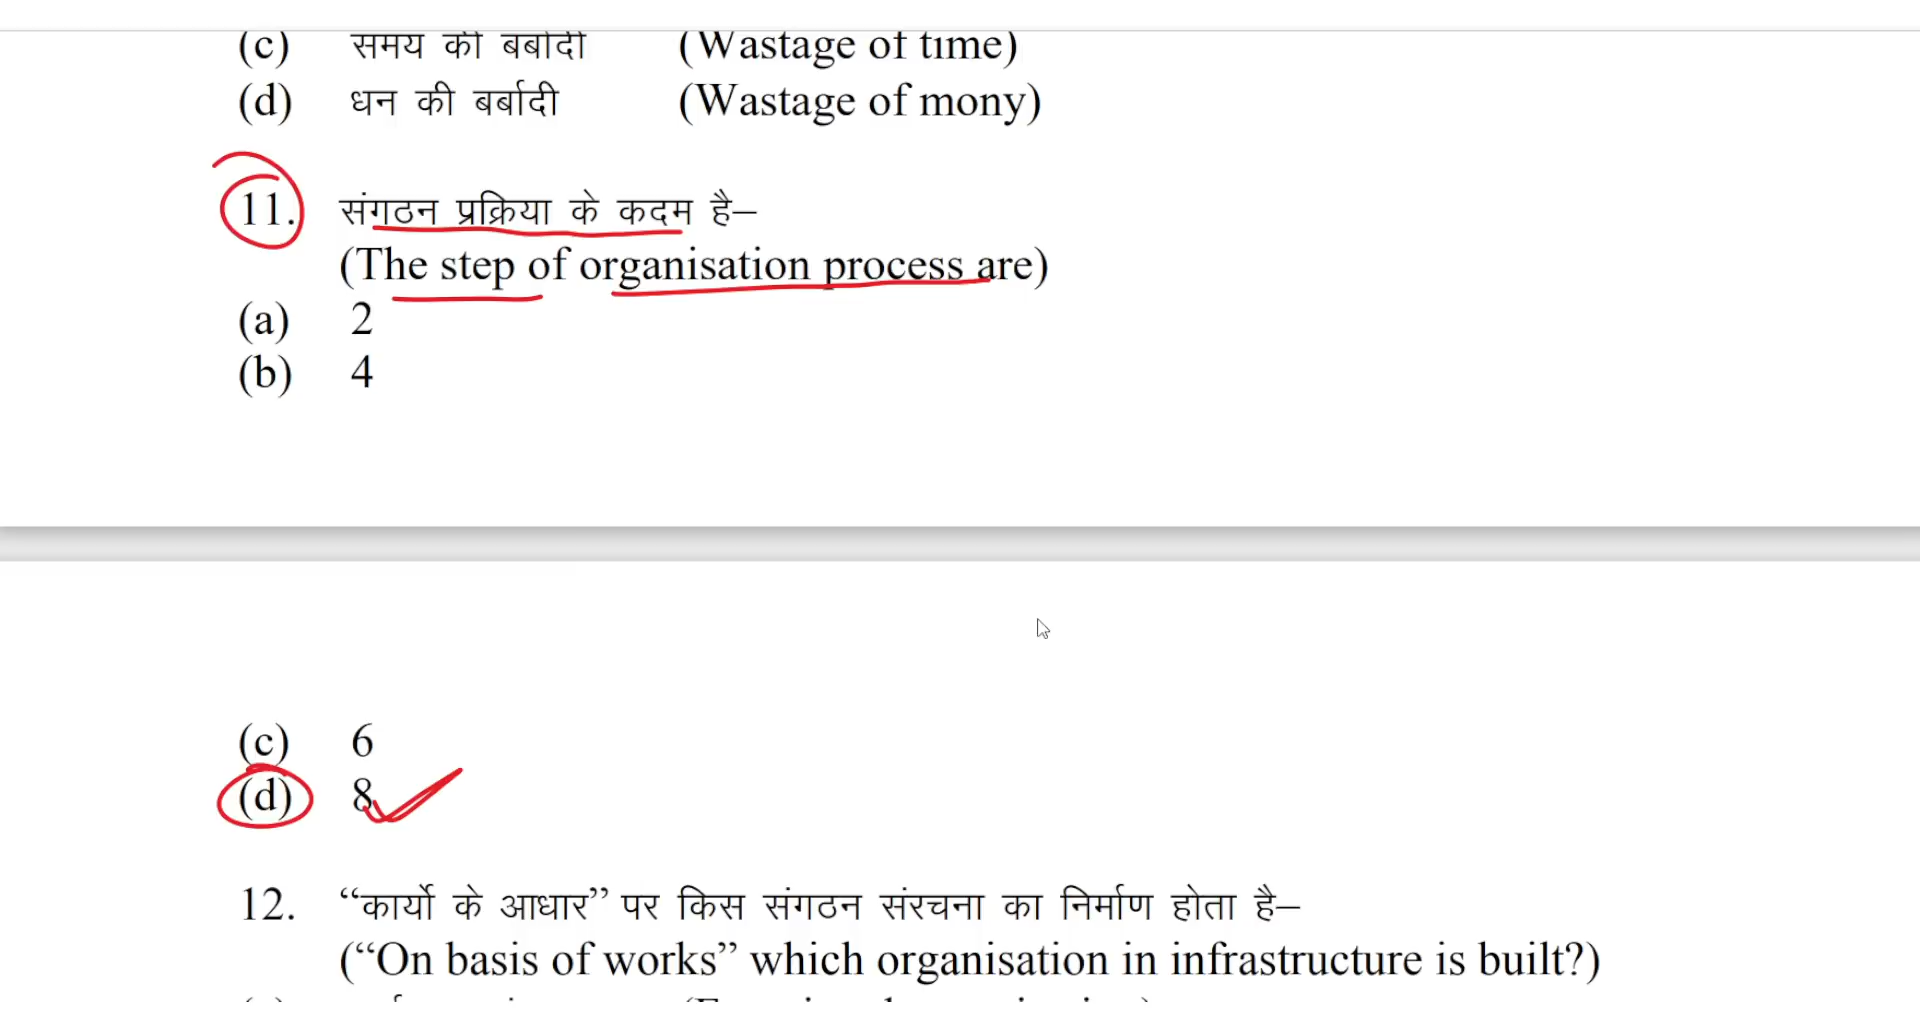 (c) समय की बर्बादी (Wastage of time)
(d) धन की बर्बादी (Wastage of mony)
11. संगठन प्रक्रिया के कदम है–
(The step of organisation process are)
(a) 2
(b) 4
(c) 6
(d) 8
12. “कार्यो के आधार” पर किस संगठन संरचना का निर्माण होता है–
(“On basis of works” which organisation in infrastructure is built?)